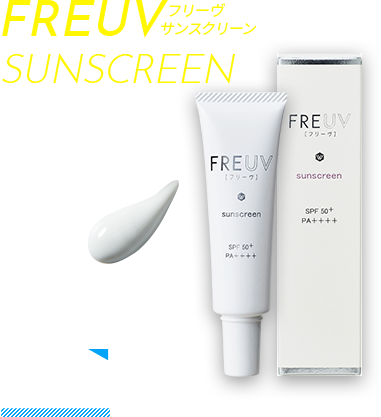 FREUV
フリーヴ
サンスクリーン
SUNSCREEN
FREUV
[フリーヴ]
sunscreen
SPF 50+
PA++++
FREUV
[フリーヴ]
sunscreen
SPF 50+
PA++++